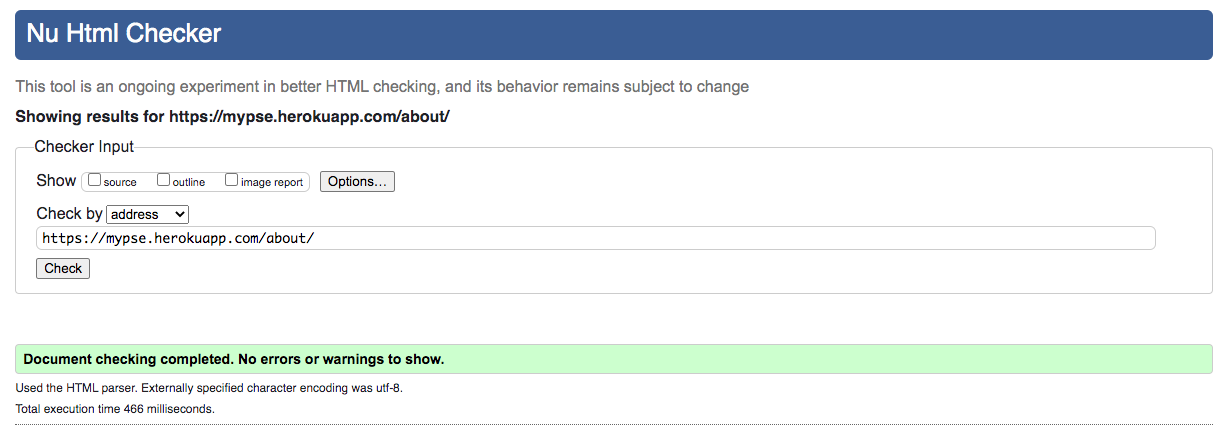 Nu Html Checker
This tool is an ongoing experiment in better HTML checking, and its behavior remains subject to change
Showing results for https://mypse.herokuapp.com/about/
Checker Input
Show source outline image report Options...
Check by address
https://mypse.herokuapp.com/about/
Check
Document checking completed. No errors or warnings to show.
Used the HTML parser. Externally specified character encoding was utf-8.
Total execution time 466 milliseconds.